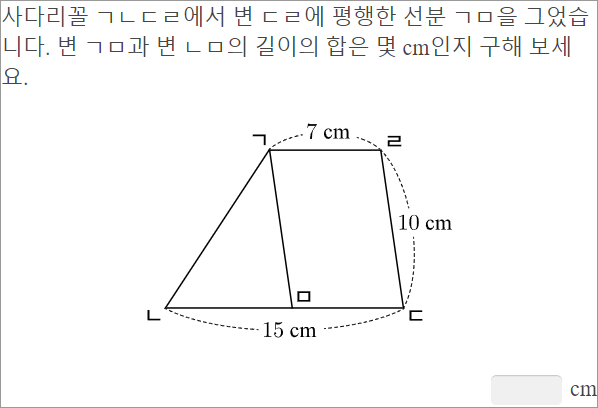 사다리꼴 ㄱㄴㄷㄹ에서 변 ㄷㄹ에 평행한 선분 ㄱㅁ을 그었습
니다. 변 ㄱㅁ과 변 ㄴㅁ의 길이의 합은 몇 cm인지 구해 보세
요.
7 cm
ㄱ
ㄹ
10 cm
ㅁ
ㄴ
ㄷ
15 cm
cm